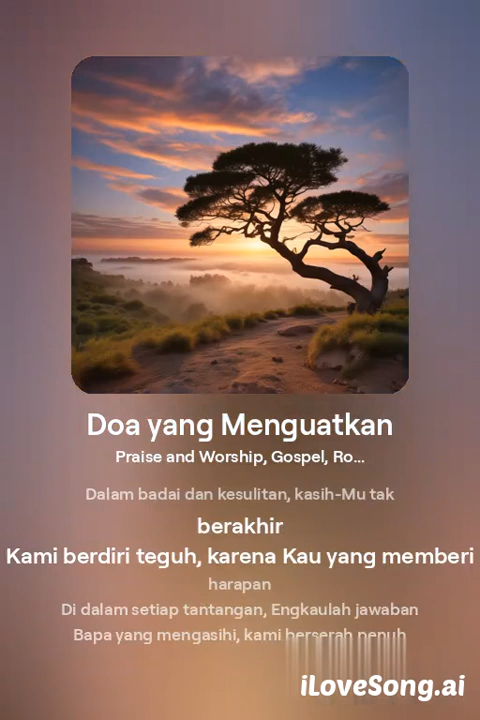 Doa yang Menguatkan
Praise and Worship, Gospel, Ro...
Dalam badai dan kesulitan, kasih-Mu tak
berakhir
Kami berdiri teguh, karena Kau yang memberi
harapan
Di dalam setiap tantangan, Engkaulah jawaban
Bapa yang mengasihi, kami berserah penuh
iLoveSong.ai